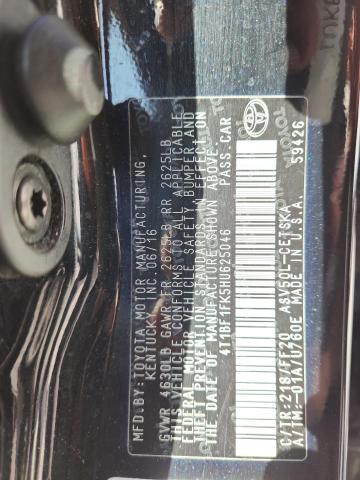 MFD.BY:TOYOTA MOTOR MANUFACTURING,
KENTUCKY, INC 06/16
GVWR 4630LB GAWR FR 2625LB RR 2625LB
THIS VEHICLE CONFORMS TO ALL APPLICABLE
FEDERAL MOTOR VEHICLE SAFETY, BUMPER, AND
THEFT PREVENTION STANDARDS IN EFFECT ON
THE DATE OF MANUFACTURE SHOWN ABOVE.
4T1BF1FK5HU625046 PASS.CAR
C/TR:218/FF20 ASV50L-CETSKA
A/TM:-01A/U760E MADE IN U.S.A.
59426
TOYOTA